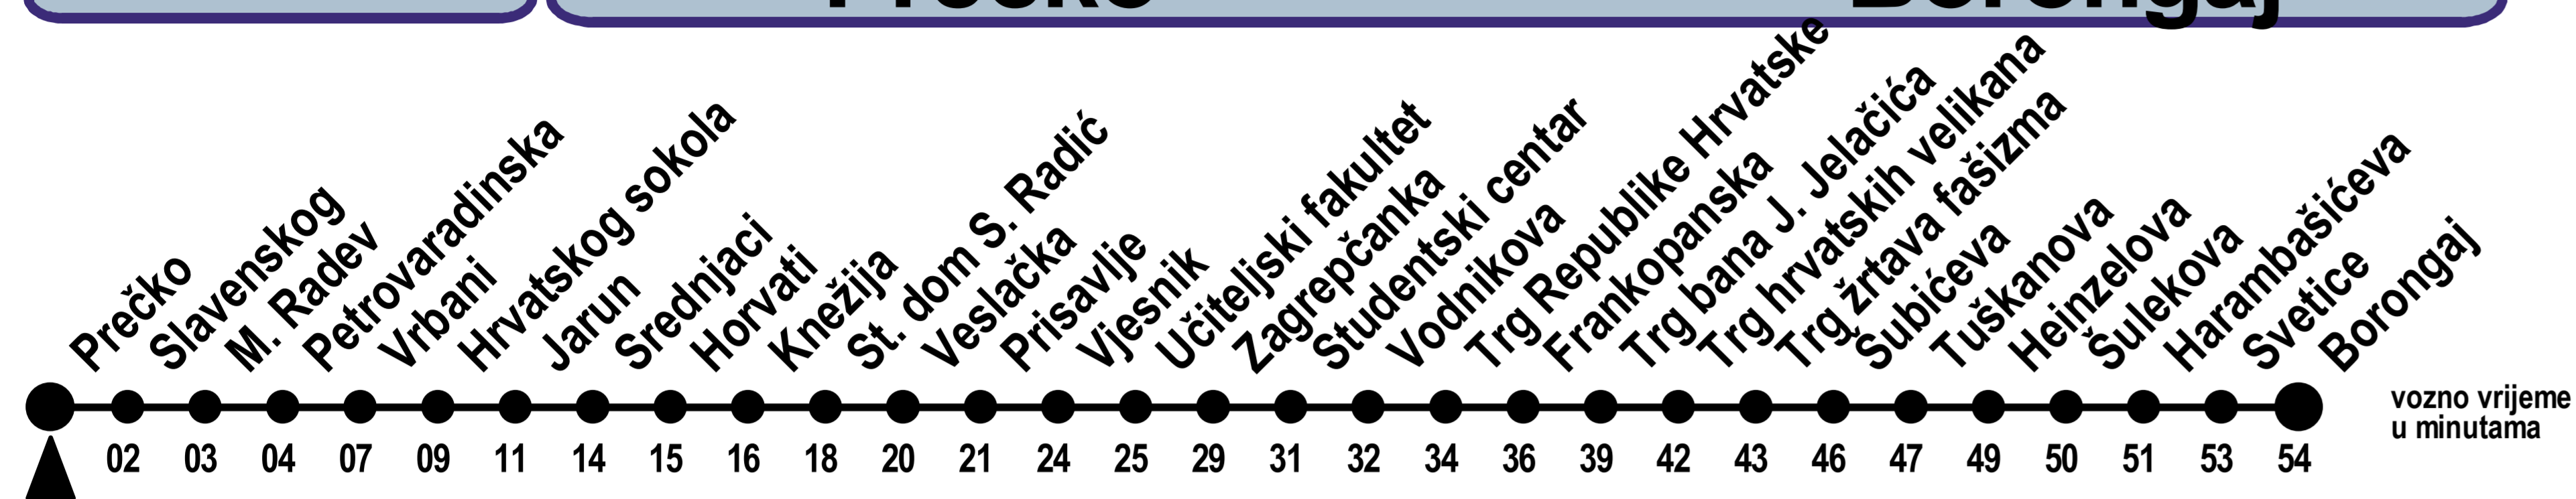 Prečko Borongaj
Prečko
Slavenskog
M. Radev
Petrovaradinska
Vrbani
Hrvatskog sokola
Jarun
Srednjaci
Horvati
Knežija
St. dom S. Radić
Veslačka
Prisavlje
Vjesnik
Učiteljski fakultet
Zagrepčanka
Studentski centar
Vodnikova
Trg Republike Hrvatske
Frankopanska
Trg bana J. Jelačića
Trg hrvatskih velikana
Trg žrtava fašizma
Šubićeva
Tuškanova
Heinzelova
Šulekova
Harambašićeva
Svetice
Borongaj
02 03 04 07 09 11 14 15 16 18 20 21 24 25 29 31 32 34 36 39 42 43 46 47 49 50 51 53 54
vozno vrijeme
u minutama